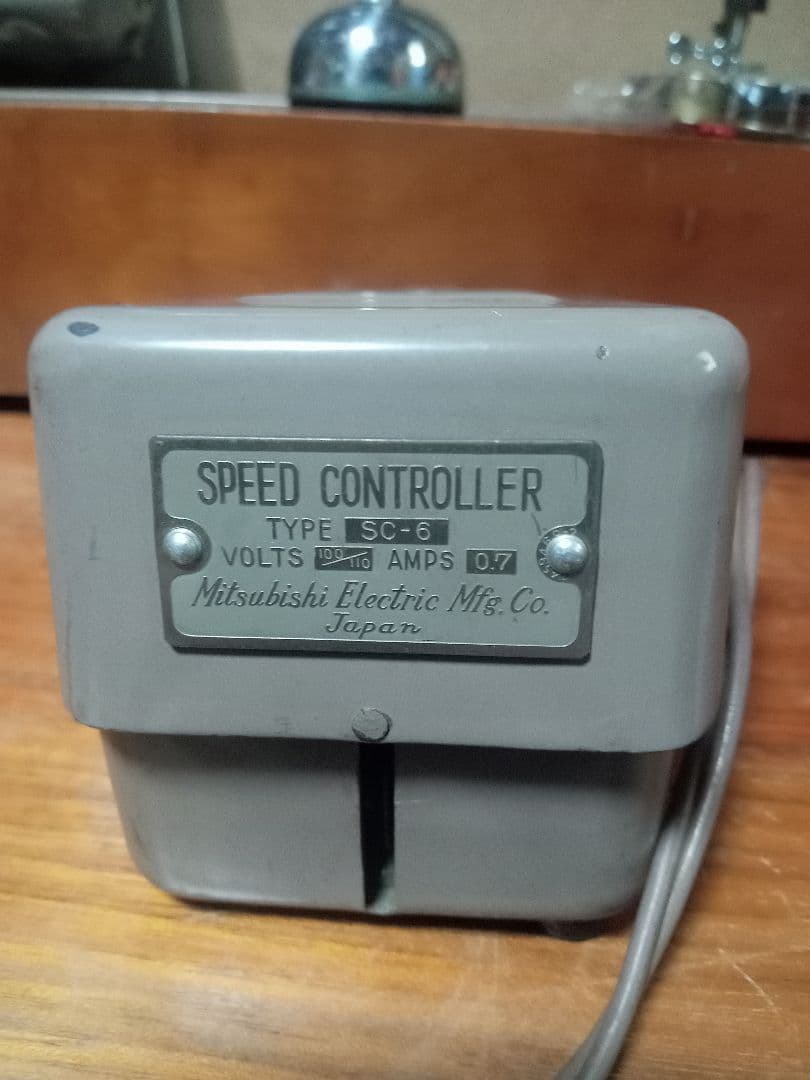 SPEED CONTROLLER
TYPE SC-6
VOLTS 100/110 AMPS 0.7
Mitsubishi Electric Mfg. Co.
Japan